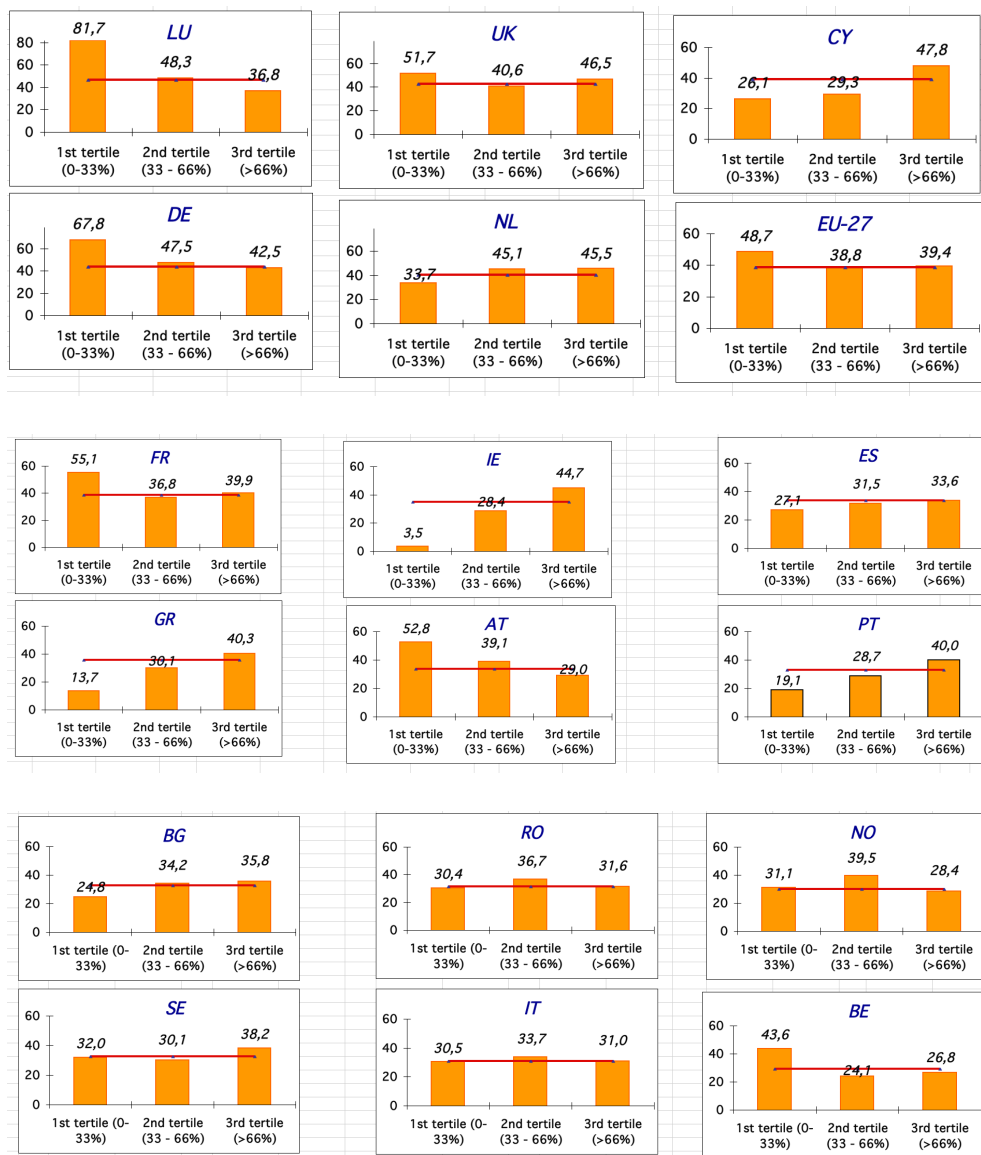 LU
81,7
48,3
36,8
80
60
40
20
0
1st tertile 2nd tertile 3rd tertile
(0-33%) (33 - 66%) (>66%)
UK
51,7
40,6
46,5
60
40
20
0
1st tertile 2nd tertile 3rd tertile
(0-33%) (33 - 66%) (>66%)
CY
26,1
29,3
47,8
60
40
20
0
1st tertile 2nd tertile 3rd tertile
(0-33%) (33 - 66%) (>66%)
DE
67,8
47,5
42,5
60
40
20
0
1st tertile 2nd tertile 3rd tertile
(0-33%) (33 - 66%) (>66%)
NL
33,7
45,1
45,5
60
40
20
0
1st tertile 2nd tertile 3rd tertile
(0-33%) (33 - 66%) (>66%)
EU-27
48,7
38,8
39,4
60
40
20
0
1st tertile 2nd tertile 3rd tertile
(0-33%) (33 - 66%) (>66%)
FR
55,1
36,8
39,9
60
40
20
0
1st tertile 2nd tertile 3rd tertile
(0-33%) (33 - 66%) (>66%)
IE
3,5
28,4
44,7
60
40
20
0
1st tertile 2nd tertile 3rd tertile
(0-33%) (33 - 66%) (>66%)
ES
27,1
31,5
33,6
60
40
20
0
1st tertile 2nd tertile 3rd tertile
(0-33%) (33 - 66%) (>66%)
GR
13,7
30,1
40,3
60
40
20
0
1st tertile 2nd tertile 3rd tertile
(0-33%) (33 - 66%) (>66%)
AT
52,8
39,1
29,0
60
40
20
0
1st tertile 2nd tertile 3rd tertile
(0-33%) (33 - 66%) (>66%)
PT
19,1
28,7
40,0
60
40
20
0
1st tertile 2nd tertile 3rd tertile
(0-33%) (33 - 66%) (>66%)
BG
24,8
34,2
35,8
60
40
20
0
1st tertile (0- 2nd tertile 3rd tertile
33%) (33 - 66%) (>66%)
RO
30,4
36,7
31,6
60
40
20
0
1st tertile (0- 2nd tertile 3rd tertile
33%) (33 - 66%) (>66%)
NO
31,1
39,5
28,4
60
40
20
0
1st tertile (0- 2nd tertile 3rd tertile
33%) (33 - 66%) (>66%)
SE
32,0
30,1
38,2
60
40
20
0
1st tertile (0- 2nd tertile 3rd tertile
33%) (33 - 66%) (>66%)
IT
30,5
33,7
31,0
60
40
20
0
1st tertile (0- 2nd tertile 3rd tertile
33%) (33 - 66%) (>66%)
BE
43,6
24,1
26,8
60
40
20
0
1st tertile (0- 2nd tertile 3rd tertile
33%) (33 - 66%) (>66%)